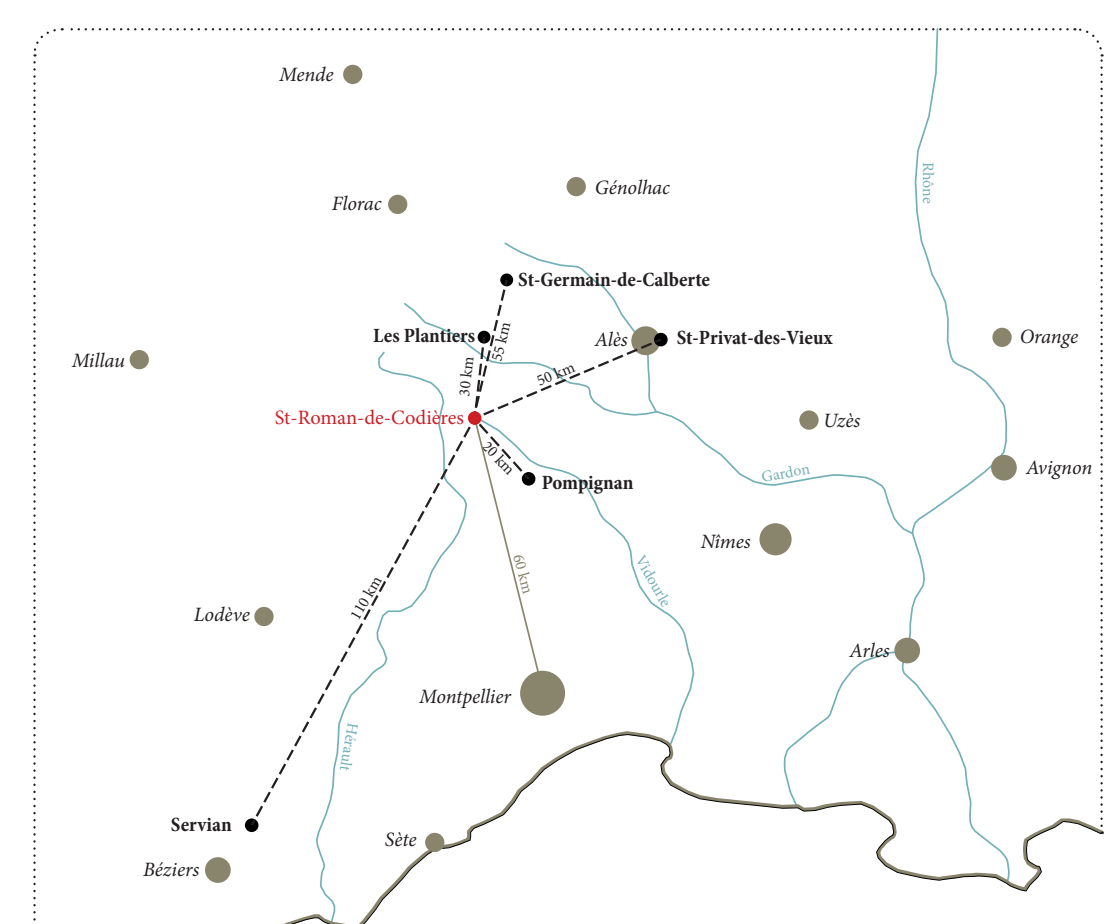 Mende
Rhône
Génolhac
Florac
St-Germain-de-Calberte
Les Plantiers
55 km
Alès
St-Privat-des-Vieux
Orange
Millau
30 km
50 km
St-Roman-de-Codières
Uzès
20 km
Pompignan
Gardon
Avignon
Nîmes
60 km
Vidourle
110 km
Lodève
Arles
Montpellier
Hérault
Servian
Sète
Béziers